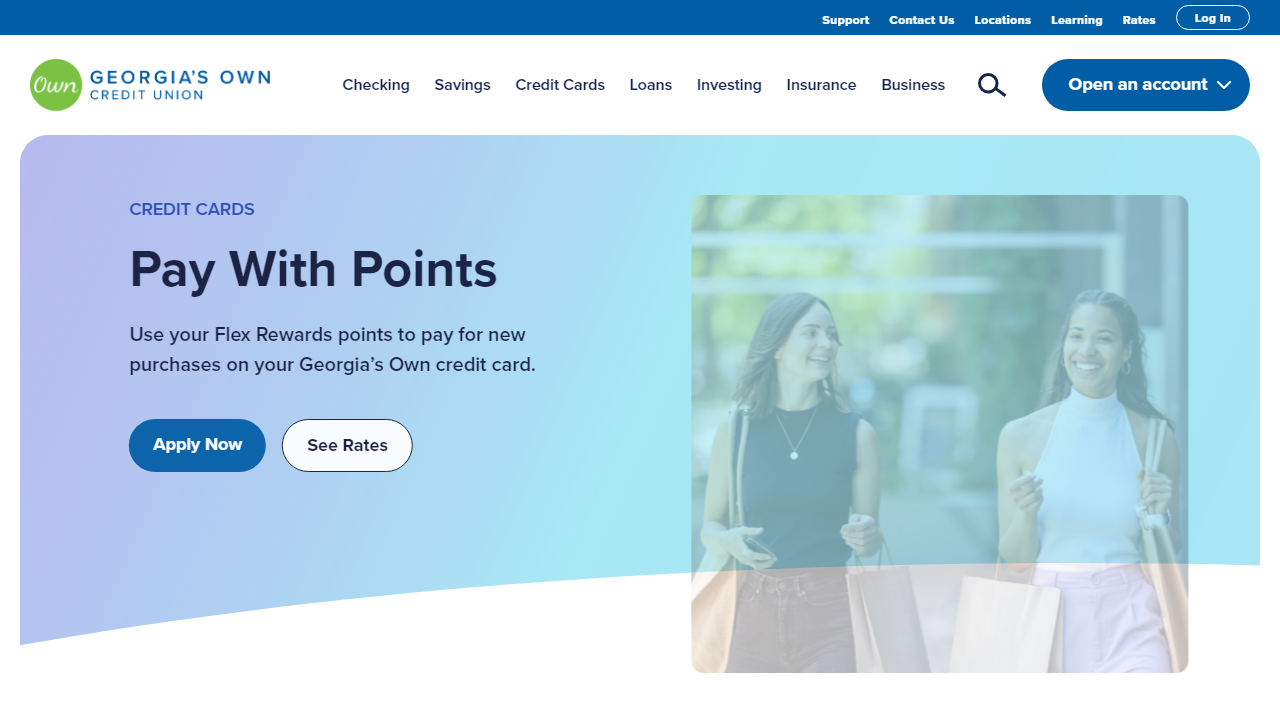 Support Contact Us Locations Learning Rates Log In
Own GEORGIA'S OWN
CREDIT UNION
Checking Savings Credit Cards Loans Investing Insurance Business Open an account
CREDIT CARDS
Pay With Points
Use your Flex Rewards points to pay for new
purchases on your Georgia’s Own credit card.
Apply Now See Rates